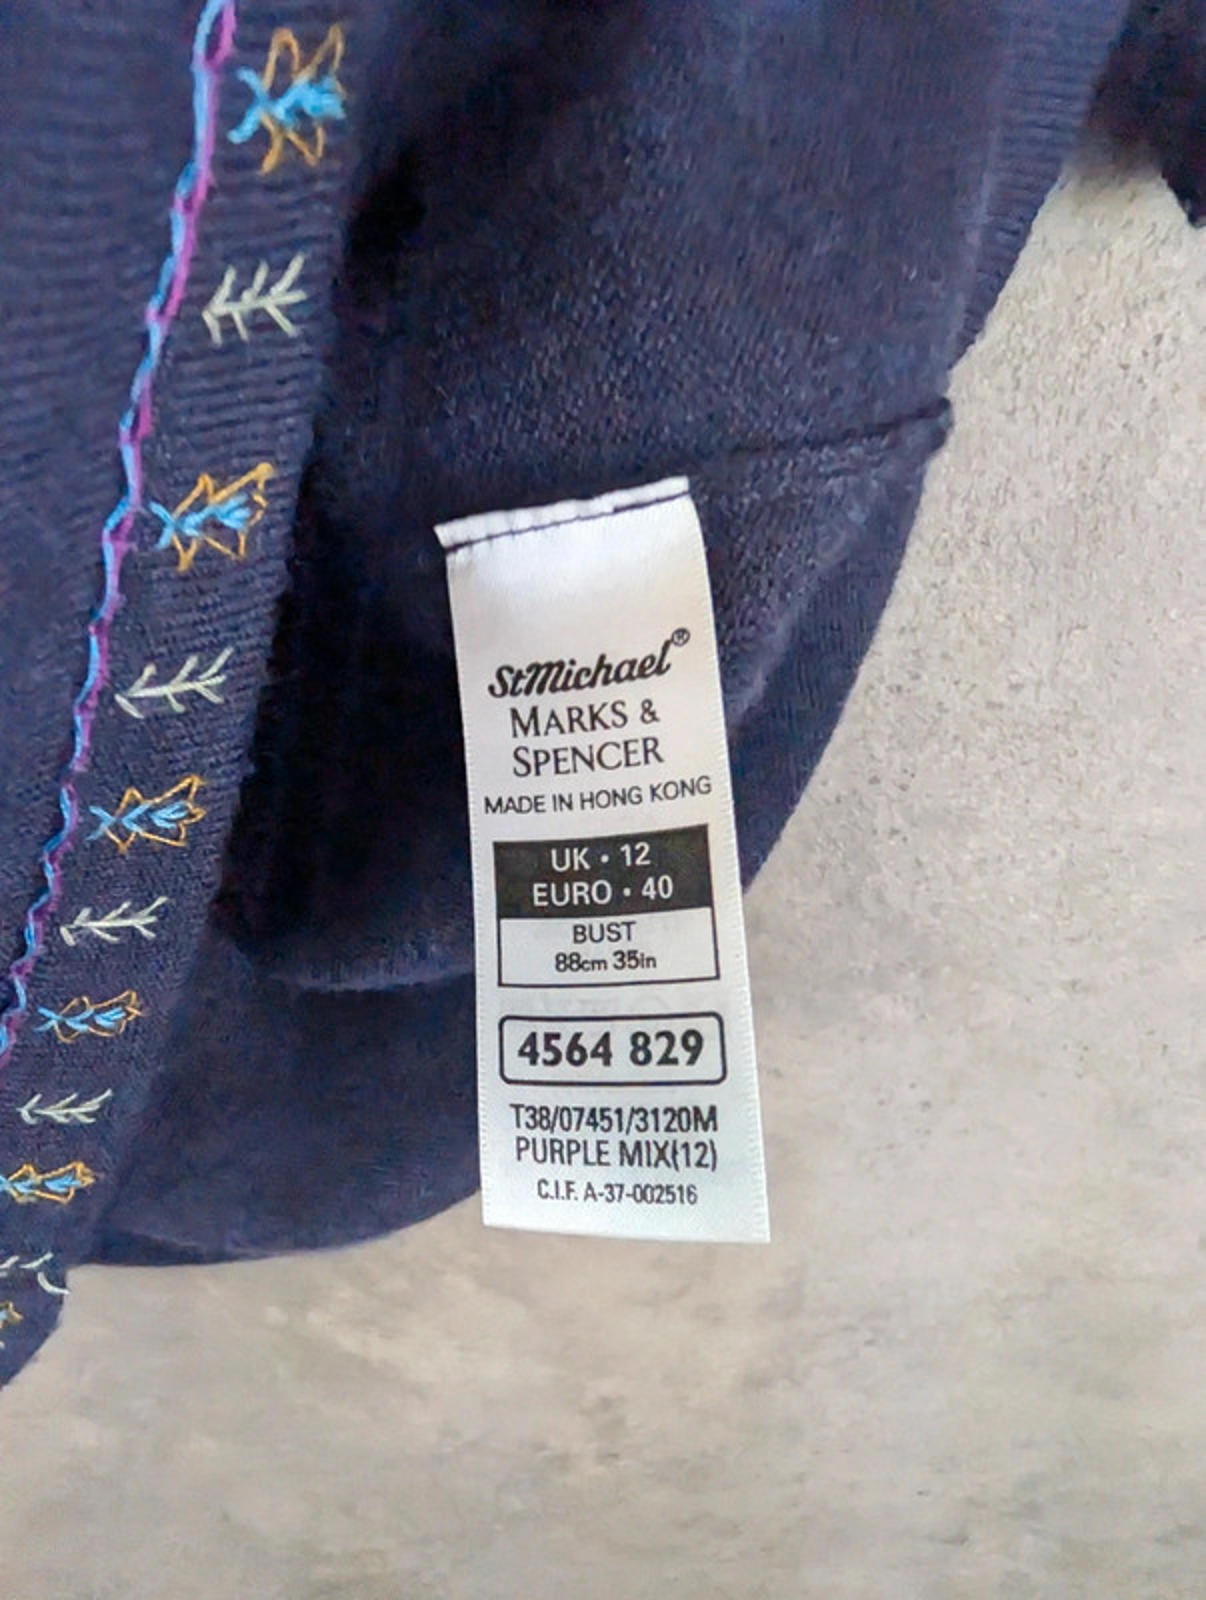 StMichael®
MARKS &
SPENCER
MADE IN HONG KONG
UK • 12
EURO • 40
BUST
88cm 35in
4564 829
T38/07451/3120M
PURPLE MIX(12)
C.I.F. A-37-002516